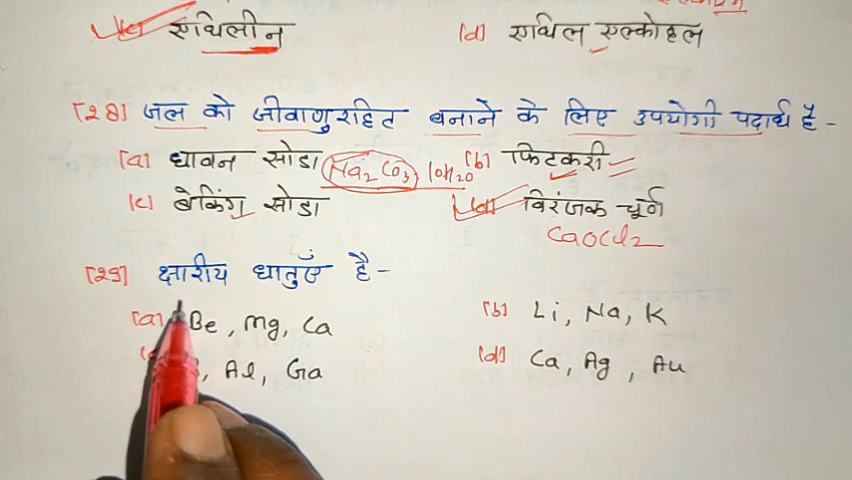 (c) एथिलीन (d) एथिल एल्कोहल
[28] जल को जीवाणुरहित बनाने के लिए उपयोगी पदार्थ है -
(a) धावन सोडा Na2CO3 10H2O (b) फिटकरी
(c) बेकिंग सोडा (d) विरंजक चूर्ण
CaOCl2
[29] क्षारीय धातुएँ है -
(a) Be, Mg, Ca (b) Li, Na, K
, Al, Ga (d) Ca, Ag, Au